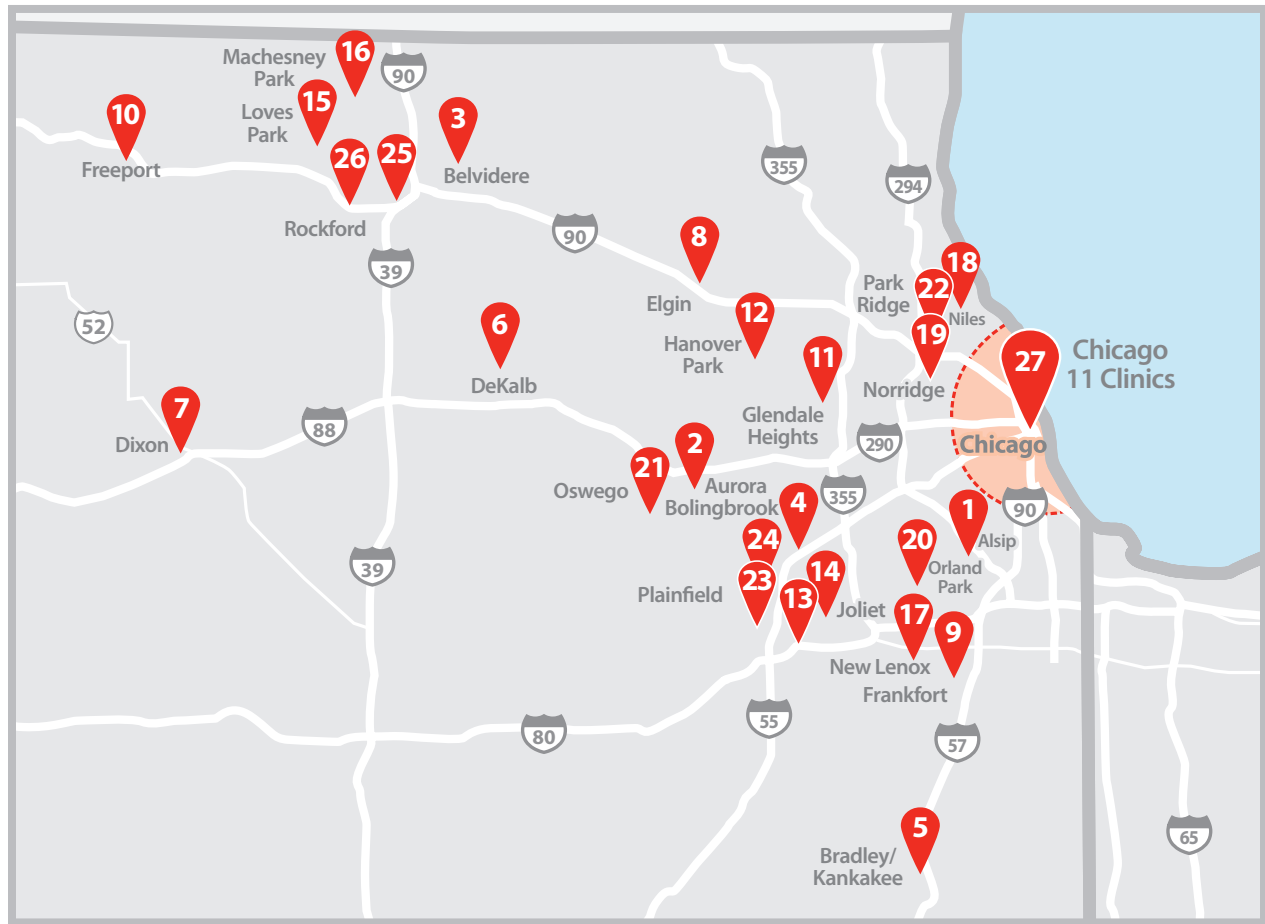 16
Machesney
Park
90
15
Loves
Park
10
Freeport
3
Belvidere
26
25
Rockford
355
294
90
39
8
Elgin
18
Park
Ridge
22
Niles
12
Hanover
Park
19
Norridge
52
6
DeKalb
11
Glendale
Heights
27
Chicago
11 Clinics
7
Dixon
88
290
Chicago
2
Aurora
21
Oswego
Bolingbrook
4
355
1
Alsip
90
24
23
Plainfield
20
Orland
Park
14
13
Joliet
39
17
New Lenox
9
Frankfort
55
80
57
5
Bradley/
Kankakee
65